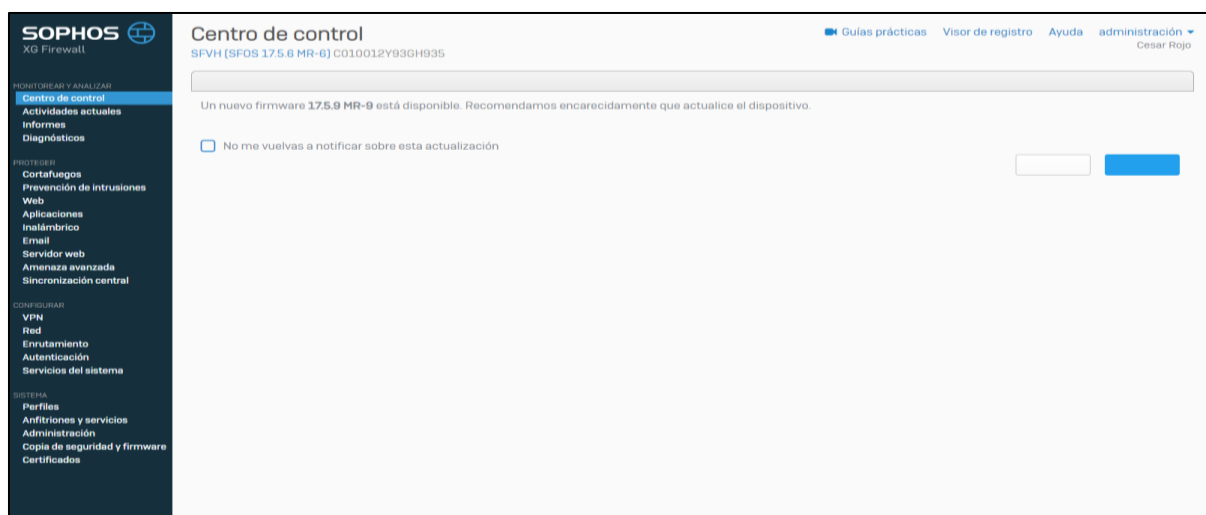 SOPHOS
XG Firewall
MONITOREAR Y ANALIZAR
Centro de control
Actividades actuales
Informes
Diagnósticos
PROTEGER
Cortafuegos
Prevención de intrusiones
Web
Aplicaciones
Inalámbrico
Email
Servidor web
Amenaza avanzada
Sincronización central
CONFIGURAR
VPN
Red
Enrutamiento
Autenticación
Servicios del sistema
SISTEMA
Perfiles
Anfitriones y servicios
Administración
Copia de seguridad y firmware
Certificados
Centro de control
SFVH (SFOS 17.5.6 MR-6) C010012Y93GH935
Guías prácticas Visor de registro Ayuda administración
Cesar Rojo
Un nuevo firmware 17.5.9 MR-9 está disponible. Recomendamos encarecidamente que actualice el dispositivo.
No me vuelvas a notificar sobre esta actualización